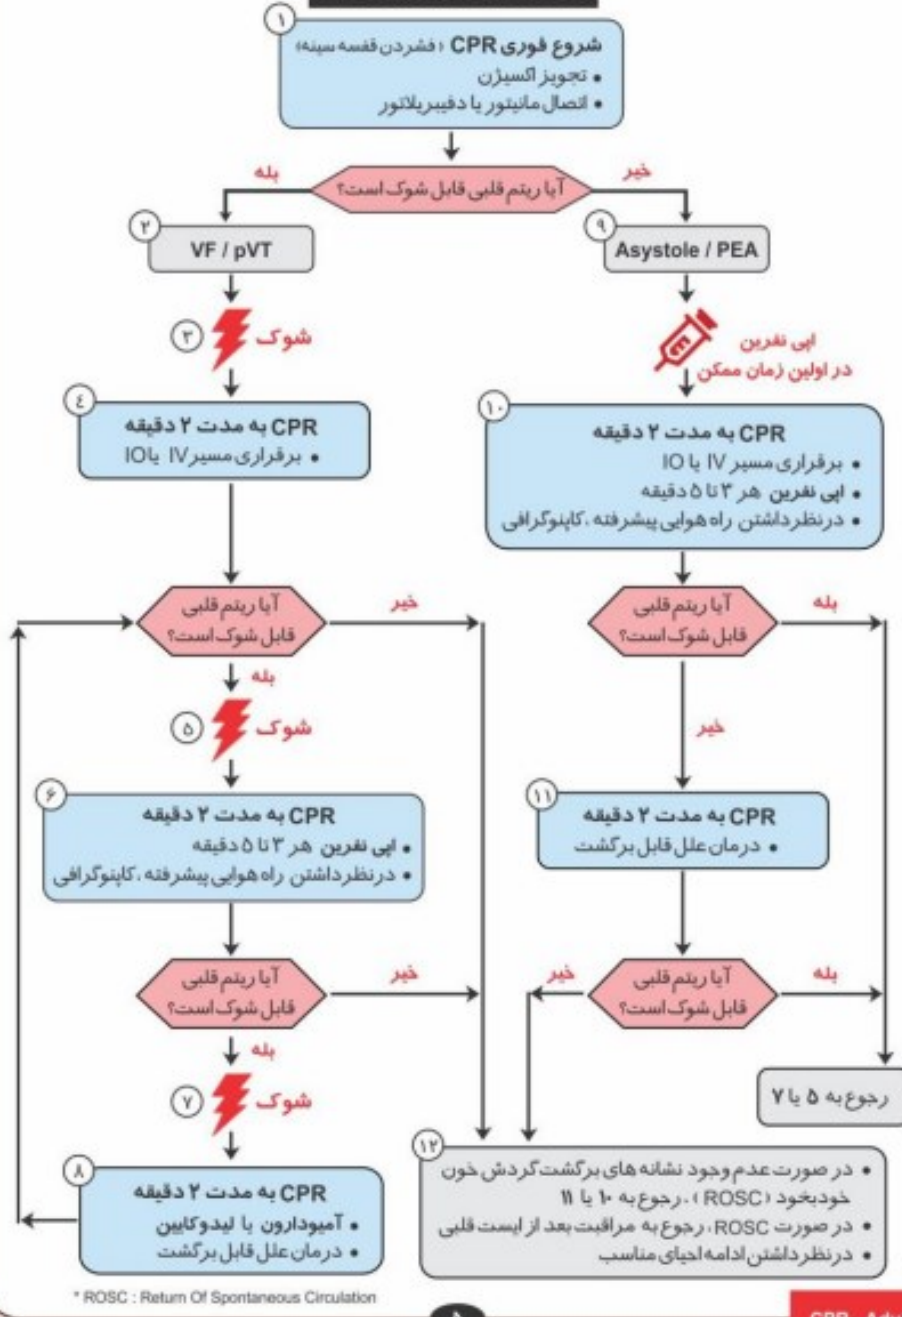 ۱
شروع فوری CPR (فشردن قفسه سینه)
• تجویز اکسیژن
• اتصال مانیتور یا دفیبریلاتور
آیا ریتم قلبی قابل شوک است؟
بله
خیر
۲
VF / pVT
۳
شوک
۴
CPR به مدت ۲ دقیقه
• برقراری مسیر IV یا IO
آیا ریتم قلبی
قابل شوک است؟
خیر
بله
۵
شوک
۶
CPR به مدت ۲ دقیقه
• اپی نفرین هر ۳ تا ۵ دقیقه
• درنظر داشتن راه هوایی پیشرفته، کاپنوگرافی
آیا ریتم قلبی
قابل شوک است؟
خیر
بله
۷
شوک
۸
CPR به مدت ۲ دقیقه
• آمیودارون یا لیدوکایین
• درمان علل قابل برگشت
۹
Asystole / PEA
اپی نفرین
در اولین زمان ممکن
۱۰
CPR به مدت ۲ دقیقه
• برقراری مسیر IV یا IO
• اپی نفرین هر ۳ تا ۵ دقیقه
• درنظر داشتن راه هوایی پیشرفته، کاپنوگرافی
آیا ریتم قلبی
قابل شوک است؟
بله
خیر
۱۱
CPR به مدت ۲ دقیقه
• درمان علل قابل برگشت
آیا ریتم قلبی
قابل شوک است؟
خیر
بله
رجوع به ۵ یا ۷
۱۲
• در صورت عدم وجود نشانه های برگشت گردش خون
خودبخود (ROSC)، رجوع به ۱۰ یا ۱۱
• در صورت ROSC، رجوع به مراقبت بعد از ایست قلبی
• درنظر داشتن ادامه احیای مناسب
* ROSC : Return Of Spontaneous Circulation